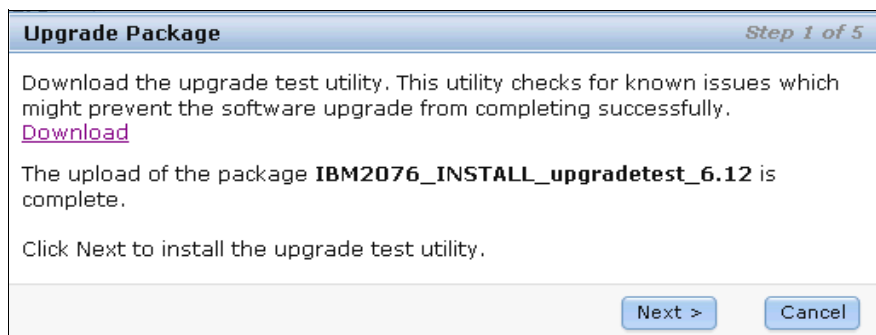 Upgrade Package
Step 1 of 5
Download the upgrade test utility. This utility checks for known issues which
might prevent the software upgrade from completing successfully.
Download
The upload of the package IBM2076_INSTALL_upgradetest_6.12 is
complete.
Click Next to install the upgrade test utility.
Next >
Cancel